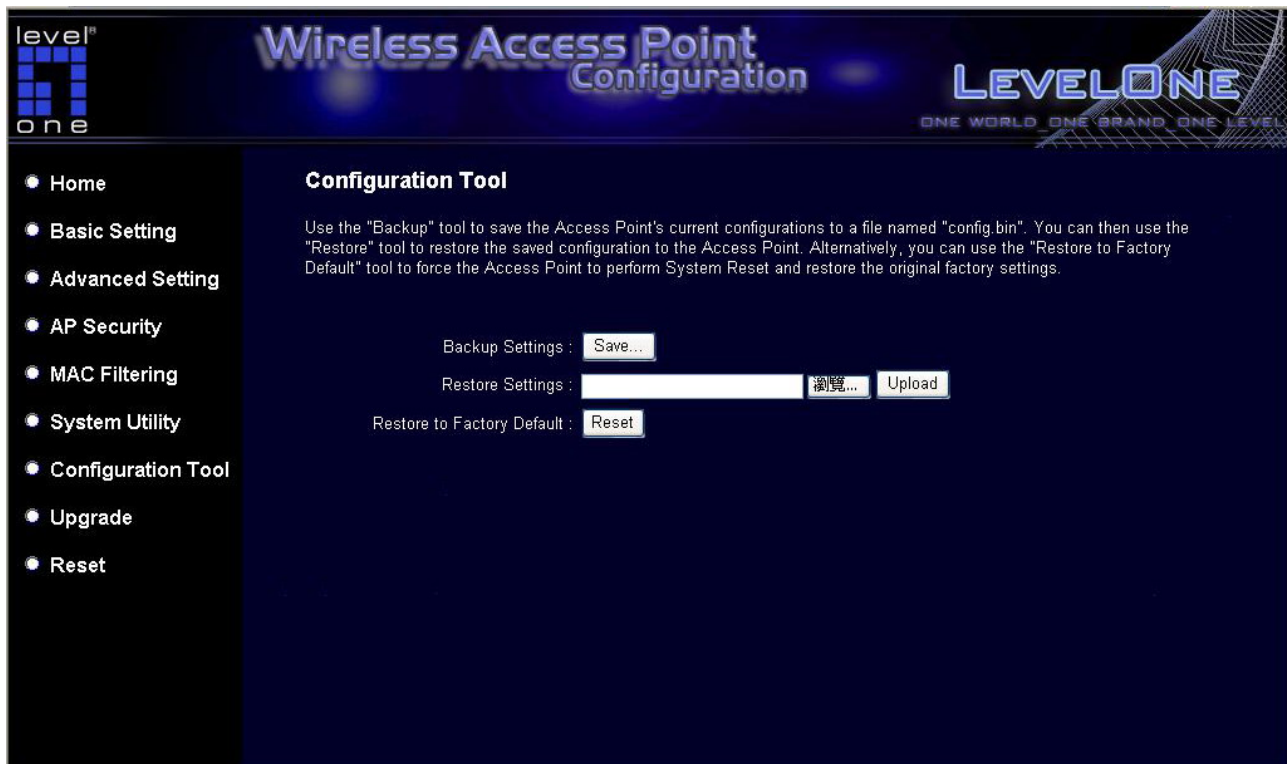 level®
one
Wireless Access Point
Configuration
LEVELONE
ONE WORLD_ONE BRAND_ONE LEVEL
Home
Basic Setting
Advanced Setting
AP Security
MAC Filtering
System Utility
Configuration Tool
Upgrade
Reset
Configuration Tool
Use the "Backup" tool to save the Access Point's current configurations to a file named "config.bin". You can then use the
"Restore" tool to restore the saved configuration to the Access Point. Alternatively, you can use the "Restore to Factory
Default" tool to force the Access Point to perform System Reset and restore the original factory settings.
Backup Settings : Save...
Restore Settings : 瀏覽... Upload
Restore to Factory Default : Reset